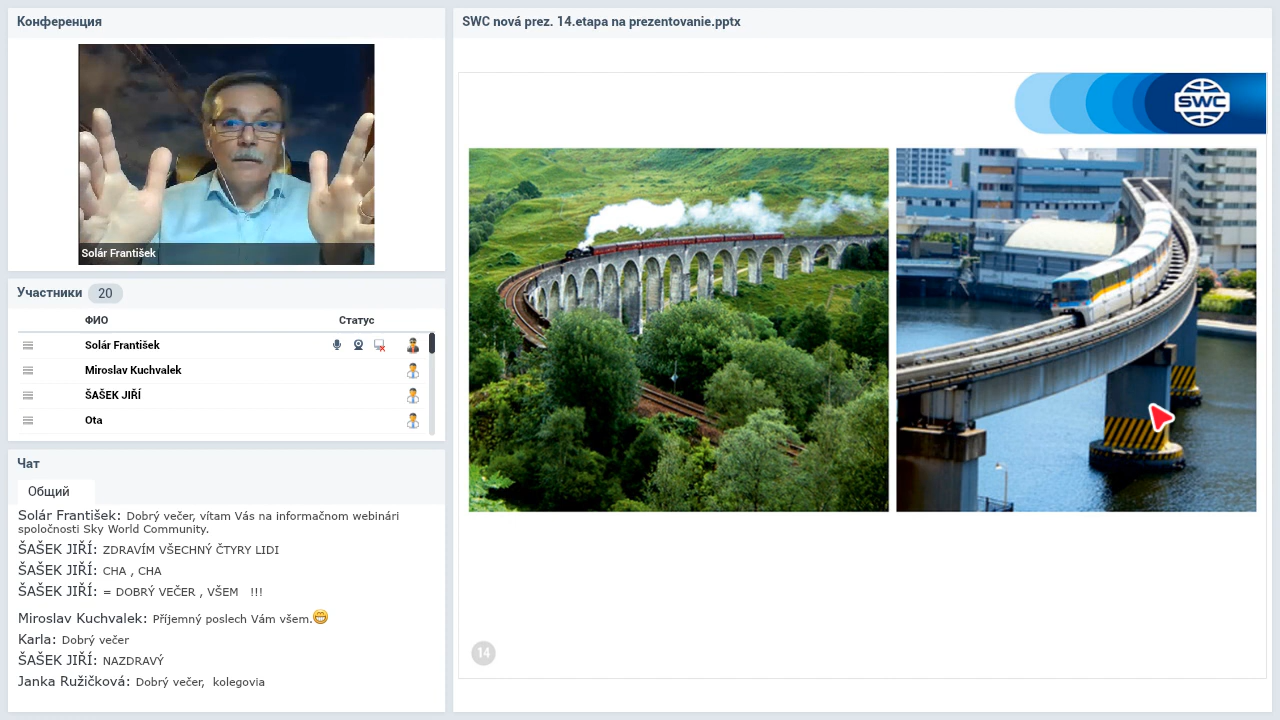 Конференция
Solár František
Участники 20
ФИО Статус
Solár František
Miroslav Kuchvalek
ŠAŠEK JIŘÍ
Ota
Чат
Общий
Solár František: Dobrý večer, vítam Vás na informačnom webinári
spoločnosti Sky World Community.
ŠAŠEK JIŘÍ: ZDRAVÍM VŠECHNÝ ČTYRY LIDI
ŠAŠEK JIŘÍ: CHA , CHA
ŠAŠEK JIŘÍ: = DOBRÝ VEČER , VŠEM !!!
Miroslav Kuchvalek: Příjemný poslech Vám všem.
Karla: Dobrý večer
ŠAŠEK JIŘÍ: NAZDRAVÝ
Janka Ružičková: Dobrý večer, kolegovia
SWC nová prez. 14.etapa na prezentovanie.pptx
SWC
14